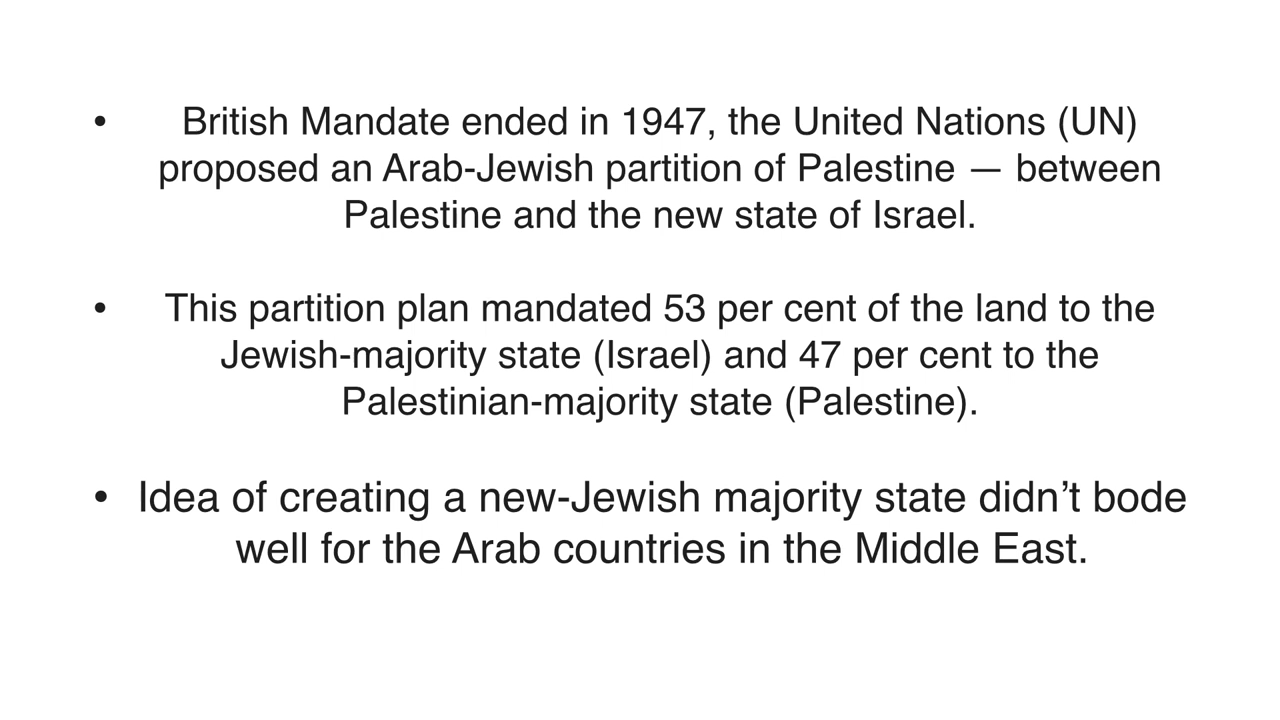 • British Mandate ended in 1947, the United Nations (UN)
proposed an Arab-Jewish partition of Palestine — between
Palestine and the new state of Israel.
• This partition plan mandated 53 per cent of the land to the
Jewish-majority state (Israel) and 47 per cent to the
Palestinian-majority state (Palestine).
• Idea of creating a new-Jewish majority state didn’t bode
well for the Arab countries in the Middle East.